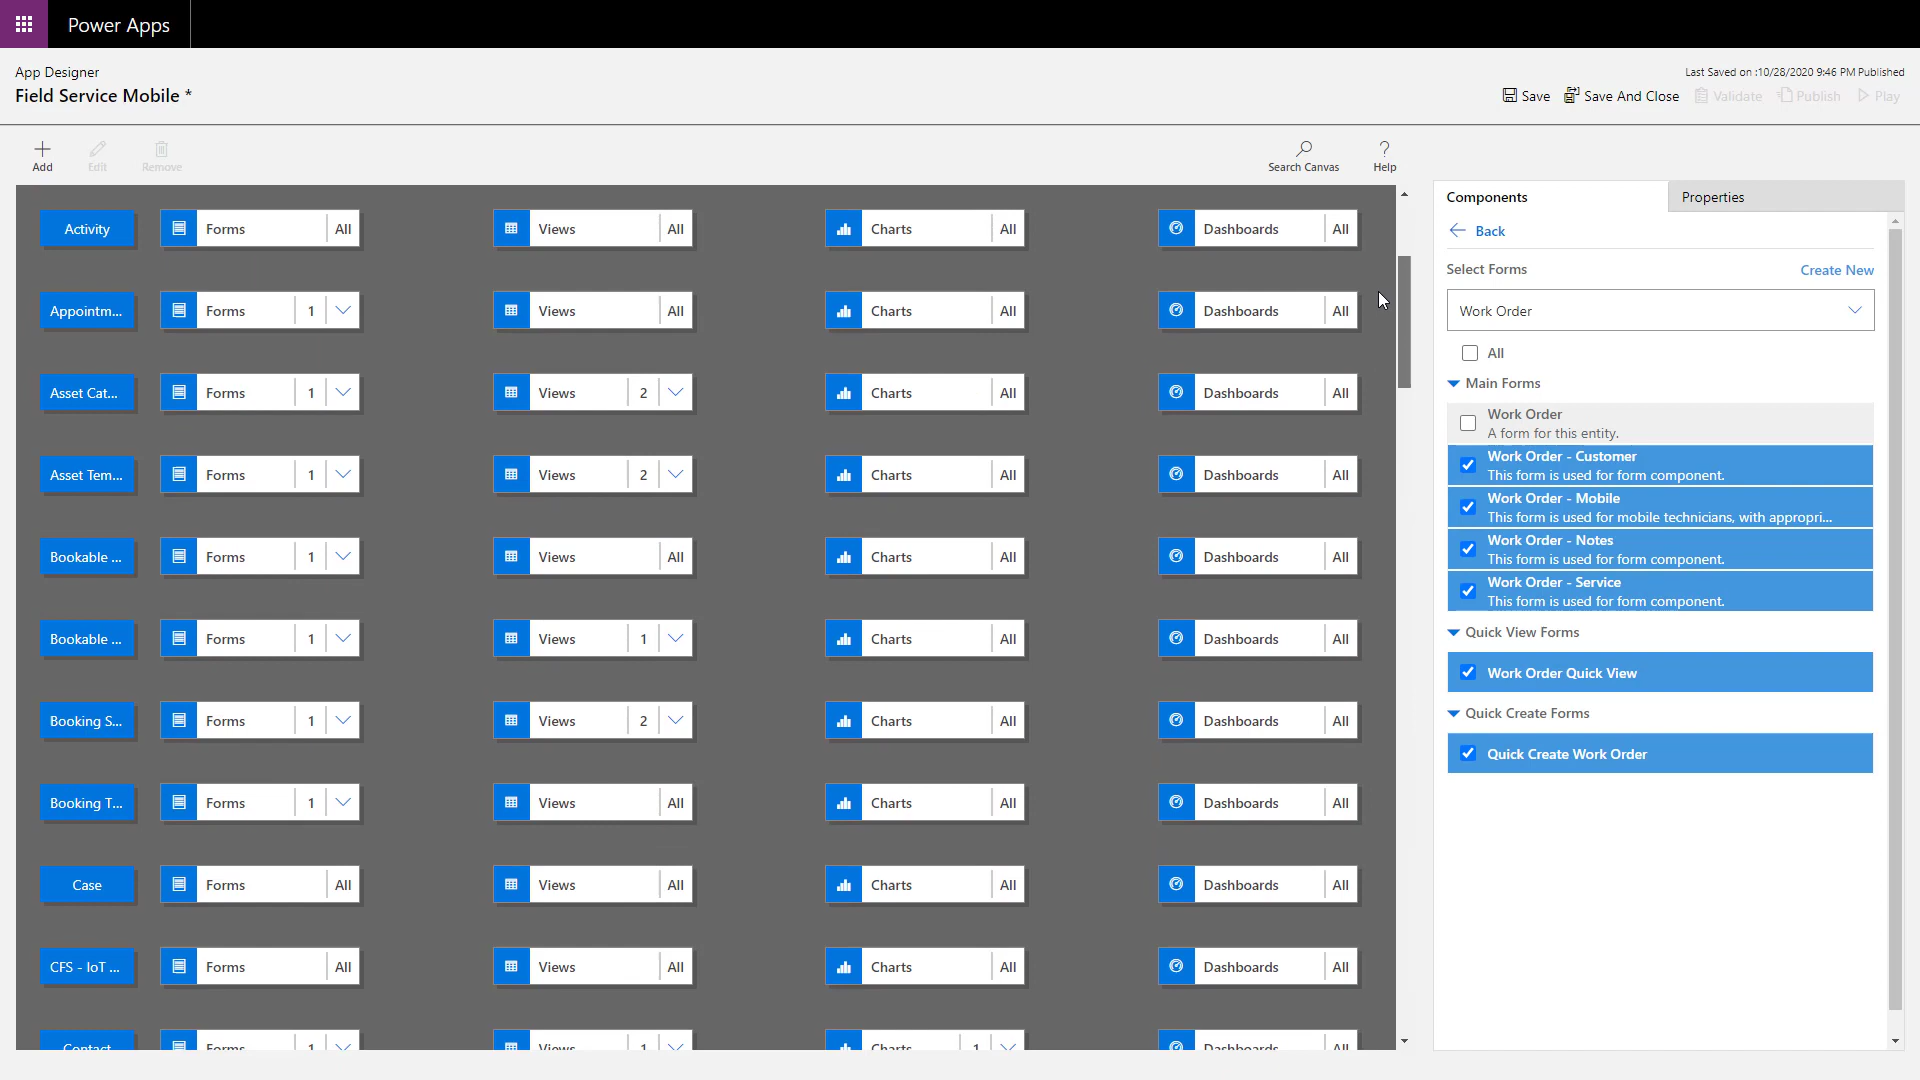 Power Apps
App Designer
Last Saved on :10/28/2020 9:46 PM Published
Field Service Mobile *
Save
Save And Close
Validate
Publish
Play
Add
Edit
Remove
Search Canvas
Help
Components
Properties
Back
Select Forms
Create New
Work Order
All
Main Forms
Work Order
A form for this entity.
Work Order - Customer
This form is used for form component.
Work Order - Mobile
This form is used for mobile technicians, with appropri...
Work Order - Notes
This form is used for form component.
Work Order - Service
This form is used for form component.
Quick View Forms
Work Order Quick View
Quick Create Forms
Quick Create Work Order
Activity Forms All Views All Charts All Dashboards All
Appointm... Forms 1 Views All Charts All Dashboards All
Asset Cat... Forms 1 Views 2 Charts All Dashboards All
Asset Tem... Forms 1 Views 2 Charts All Dashboards All
Bookable ... Forms 1 Views All Charts All Dashboards All
Bookable ... Forms 1 Views 1 Charts All Dashboards All
Booking S... Forms 1 Views 2 Charts All Dashboards All
Booking T... Forms 1 Views All Charts All Dashboards All
Case Forms All Views All Charts All Dashboards All
CFS - IoT ... Forms All Views All Charts All Dashboards All
Contact Forms 1 Views 1 Charts 1 Dashboards All